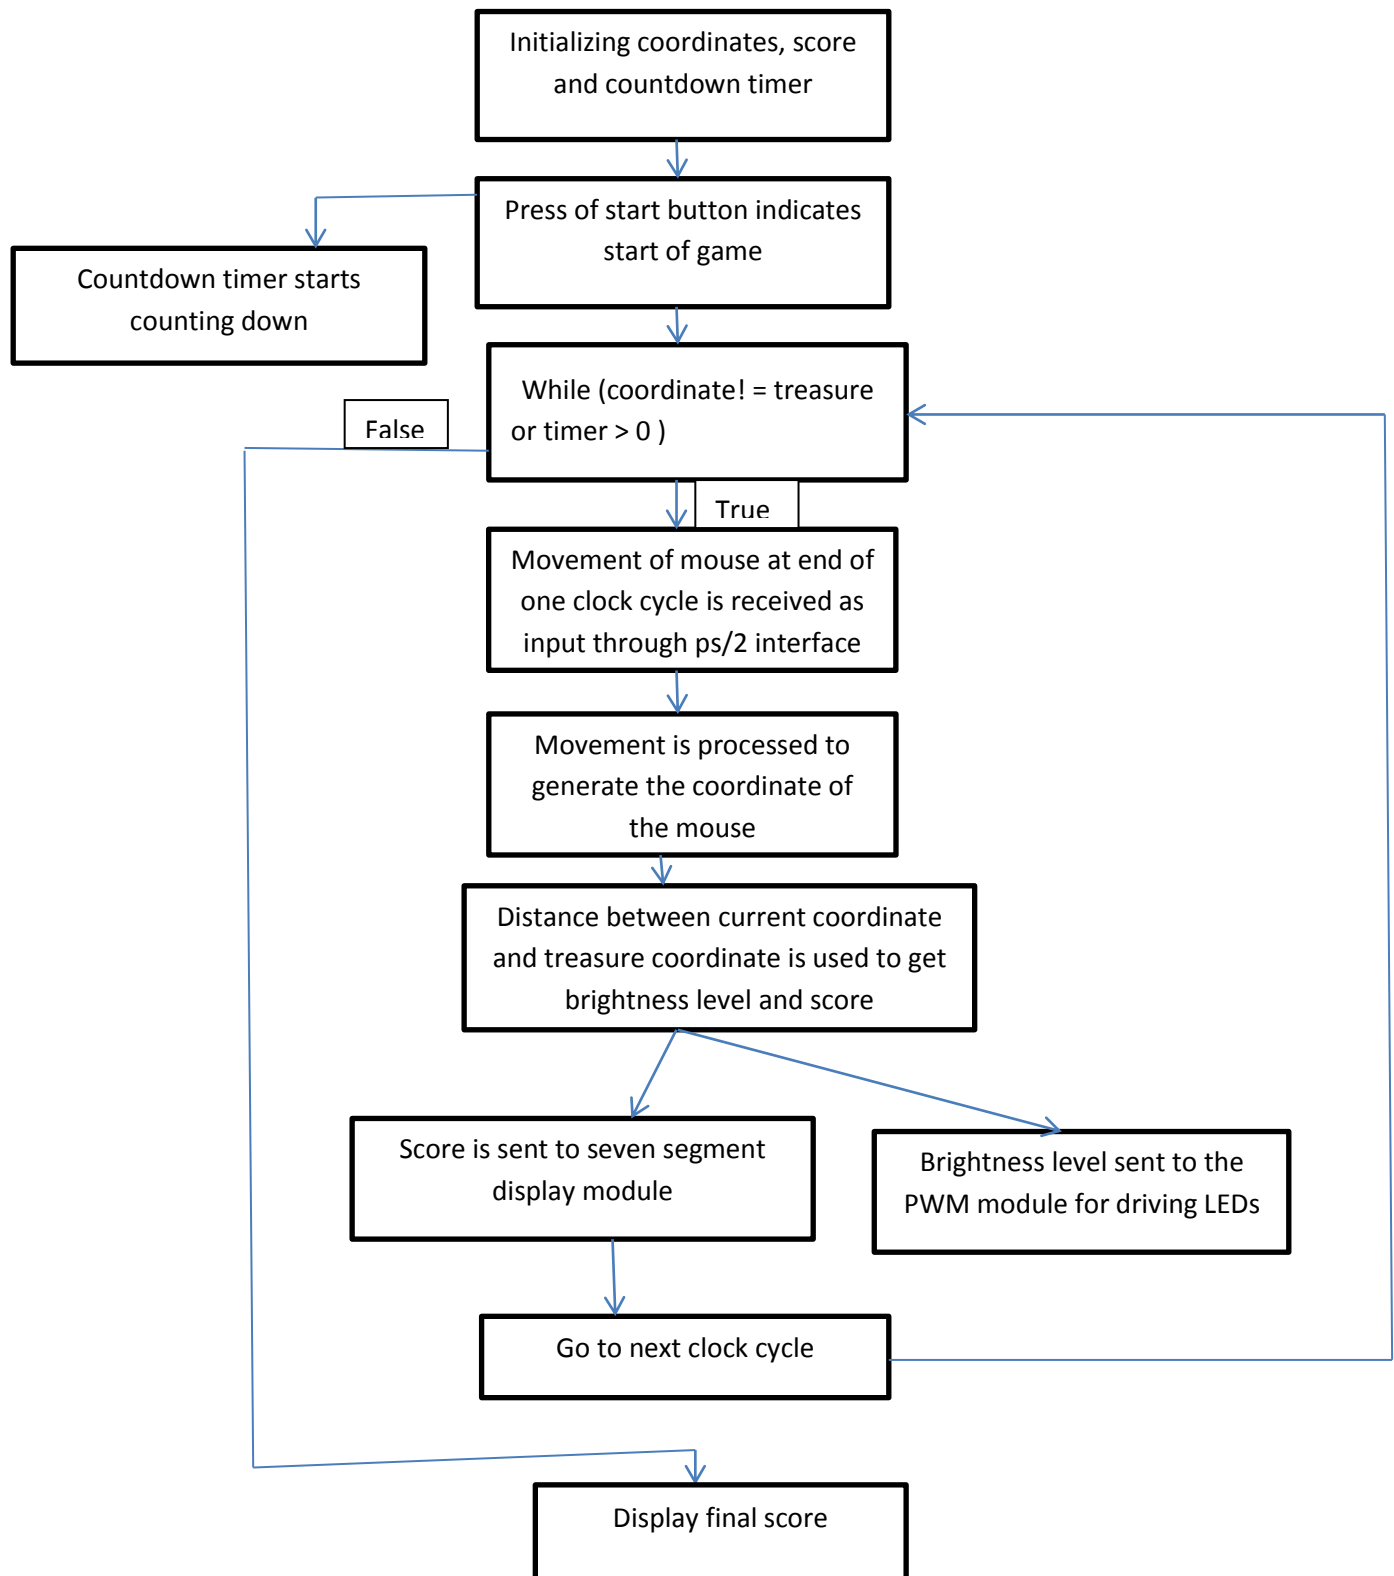 Initializing coordinates, score
and countdown timer
Press of start button indicates
start of game
Countdown timer starts
counting down
While (coordinate! = treasure
or timer > 0 )
False
True
Movement of mouse at end of
one clock cycle is received as
input through ps/2 interface
Movement is processed to
generate the coordinate of
the mouse
Distance between current coordinate
and treasure coordinate is used to get
brightness level and score
Score is sent to seven segment
display module
Brightness level sent to the
PWM module for driving LEDs
Go to next clock cycle
Display final score